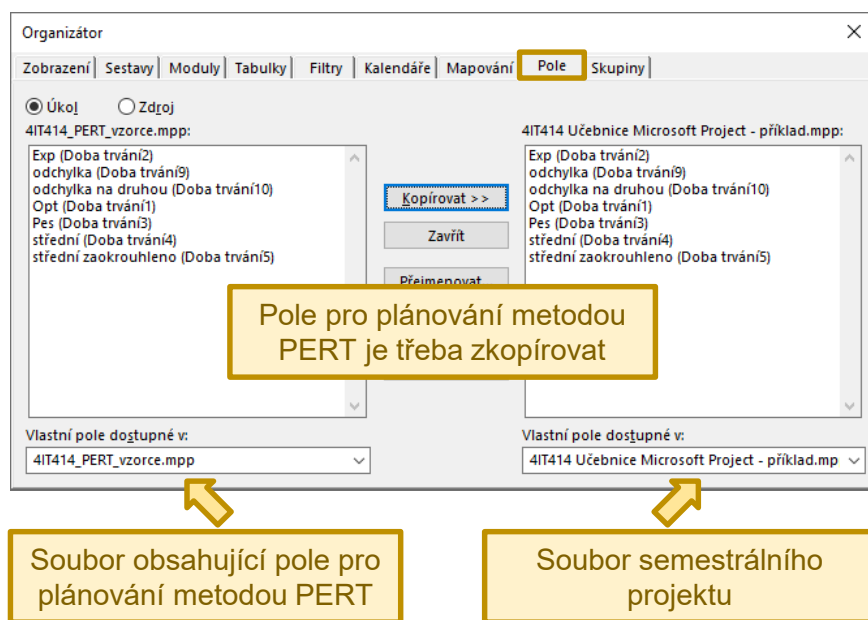 Organizátor
Zobrazení Sestavy Moduly Tabulky Filtry Kalendáře Mapování Pole Skupiny
Úkol Zdroj
4IT414_PERT_vzorce.mpp:
Exp (Doba trvání2)
odchylka (Doba trvání9)
odchylka na druhou (Doba trvání10)
Opt (Doba trvání1)
Pes (Doba trvání3)
střední (Doba trvání4)
střední zaokrouhleno (Doba trvání5)
Kopírovat >>
Zavřít
Přejmenovat...
4IT414 Učebnice Microsoft Project - příklad.mpp:
Exp (Doba trvání2)
odchylka (Doba trvání9)
odchylka na druhou (Doba trvání10)
Opt (Doba trvání1)
Pes (Doba trvání3)
střední (Doba trvání4)
střední zaokrouhleno (Doba trvání5)
Pole pro plánování metodou
PERT je třeba zkopírovat
Vlastní pole dostupné v:
4IT414_PERT_vzorce.mpp
Vlastní pole dostupné v:
4IT414 Učebnice Microsoft Project - příklad.mp
Soubor obsahující pole pro
plánování metodou PERT
Soubor semestrálního
projektu